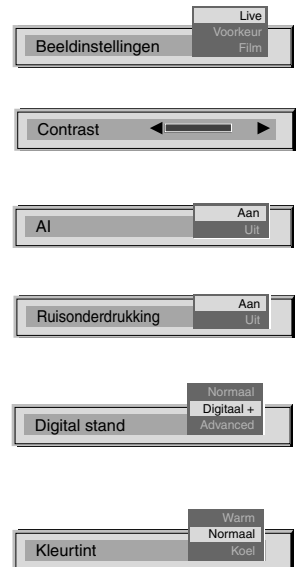 Live
Voorkeur
Film
Beeldinstellingen
Contrast
Aan
Uit
AI
Aan
Uit
Ruisonderdrukking
Normaal
Digitaal +
Advanced
Digital stand
Warm
Normaal
Koel
Kleurtint